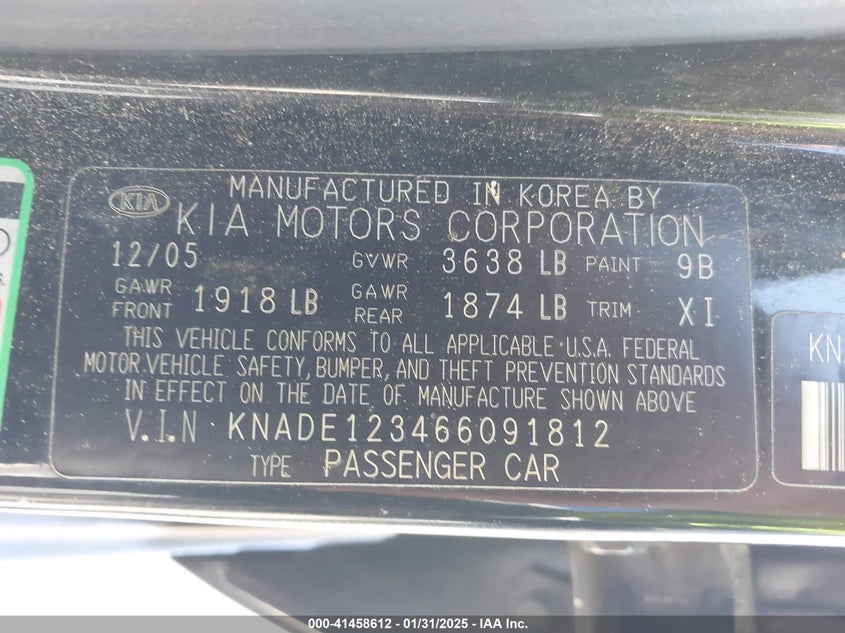 MANUFACTURED IN KOREA BY
KIA KIA MOTORS CORPORATION
12/05 GVWR 3638 LB PAINT 9B
GAWR FRONT 1918 LB GAWR REAR 1874 LB TRIM XI
THIS VEHICLE CONFORMS TO ALL APPLICABLE U.S.A. FEDERAL
MOTOR VEHICLE SAFETY, BUMPER, AND THEFT PREVENTION STANDARDS
IN EFFECT ON THE DATE OF MANUFACTURE SHOWN ABOVE
V.I.N KNADE123466091812
TYPE PASSENGER CAR
000-41458612 - 01/31/2025 - IAA Inc.